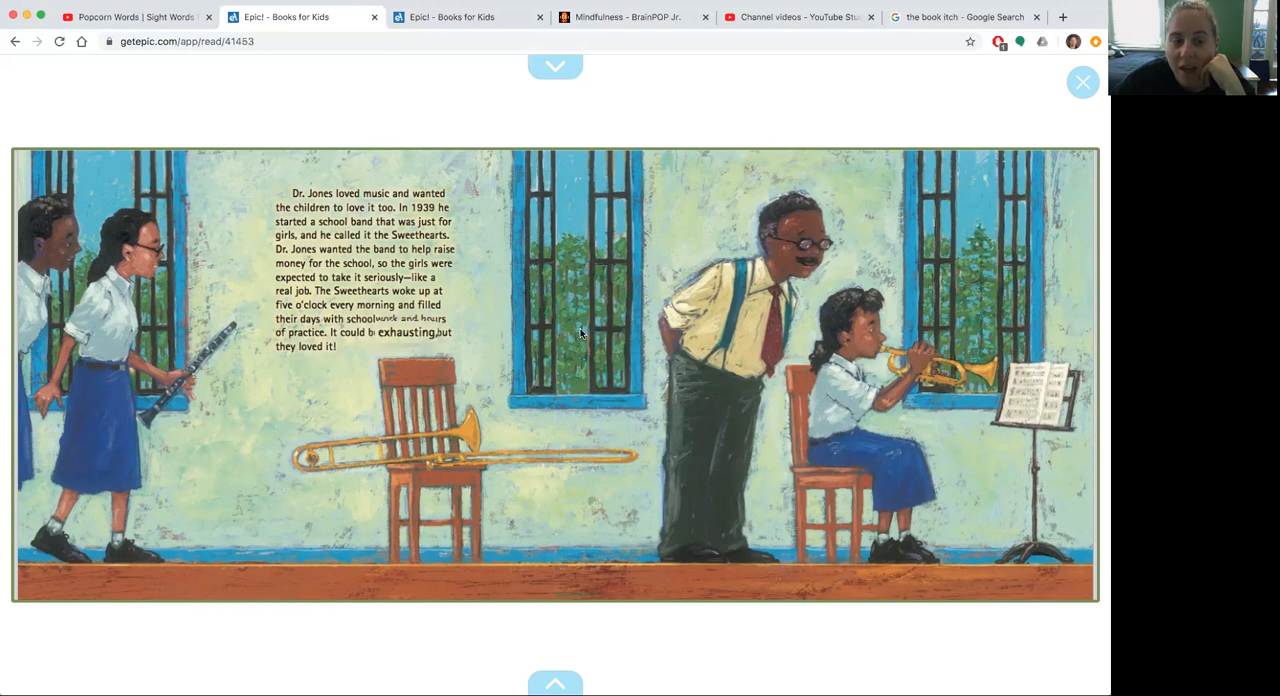 Popcorn Words | Sight Words
Epic! - Books for Kids
Epic! - Books for Kids
Mindfulness - BrainPOP Jr.
Channel videos - YouTube Stu
the book itch - Google Search
getepic.com/app/read/41453
1
Dr. Jones loved music and wanted
the children to love it too. In 1939 he
started a school band that was just for
girls, and he called it the Sweethearts.
Dr. Jones wanted the band to help raise
money for the school, so the girls were
expected to take it seriously—like a
real job. The Sweethearts woke up at
five o'clock every morning and filled
their days with schoolwork and hours
of practice. It could b exhausting, but
they loved it!